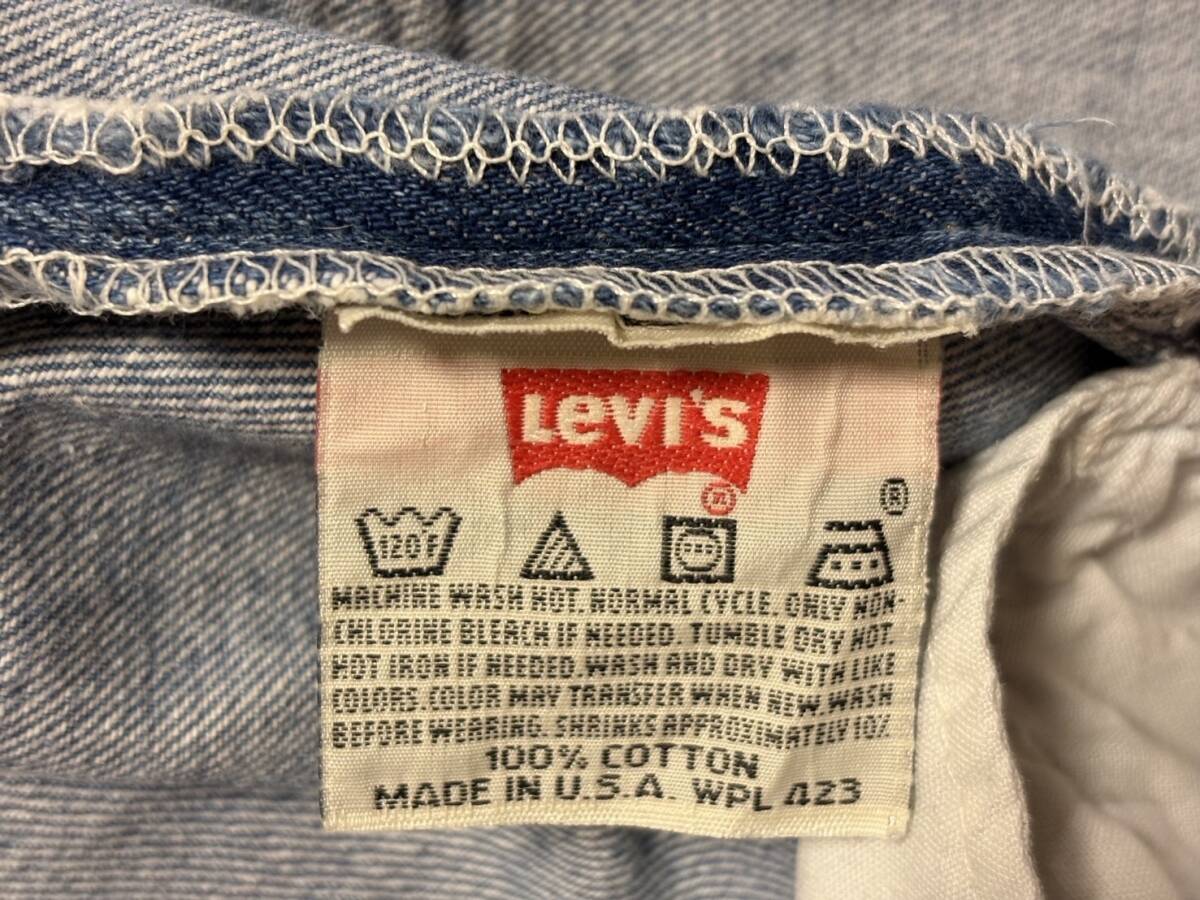 Levi's
®
®
120F
MACHINE WASH HOT. NORMAL CYCLE. ONLY NON-
CHLORINE BLEACH IF NEEDED. TUMBLE DRY HOT.
HOT IRON IF NEEDED. WASH AND DRY WITH LIKE
COLORS. COLOR MAY TRANSFER WHEN NEW WASH
BEFORE WEARING. SHRINKS APPROXIMATELY 10%
100% COTTON
MADE IN U.S.A. WPL 423